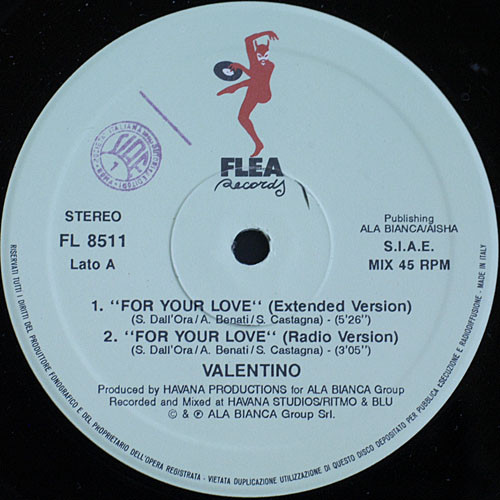 FLEA
Records
STEREO
FL 8511
Lato A
Publishing
ALA BIANCA/AISHA
S.I.A.E.
MIX 45 RPM
1. "FOR YOUR LOVE" (Extended Version)
(S. Dall'Ora/A. Benati/S. Castagna) - (5'26")
2. "FOR YOUR LOVE" (Radio Version)
(S. Dall'Ora/A. Benati/S. Castagna) - (3'05")
VALENTINO
Produced by HAVANA PRODUCTIONS for ALA BIANCA Group
Recorded and Mixed at HAVANA STUDIOS/RITMO & BLU
© & ℗ ALA BIANCA Group Srl.
RISERVATI TUTTI I DIRITTI DEL PRODUTTORE FONOGRAFICO E DEL PROPRIETARIO DELL'OPERA REGISTRATA - VIETATA DUPLICAZIONE UTILIZZAZIONE DI QUESTO DISCO DEPOSITATO PER PUBBLICA ESECUZIONE E RADIODIFFUSIONE - MADE IN ITALY